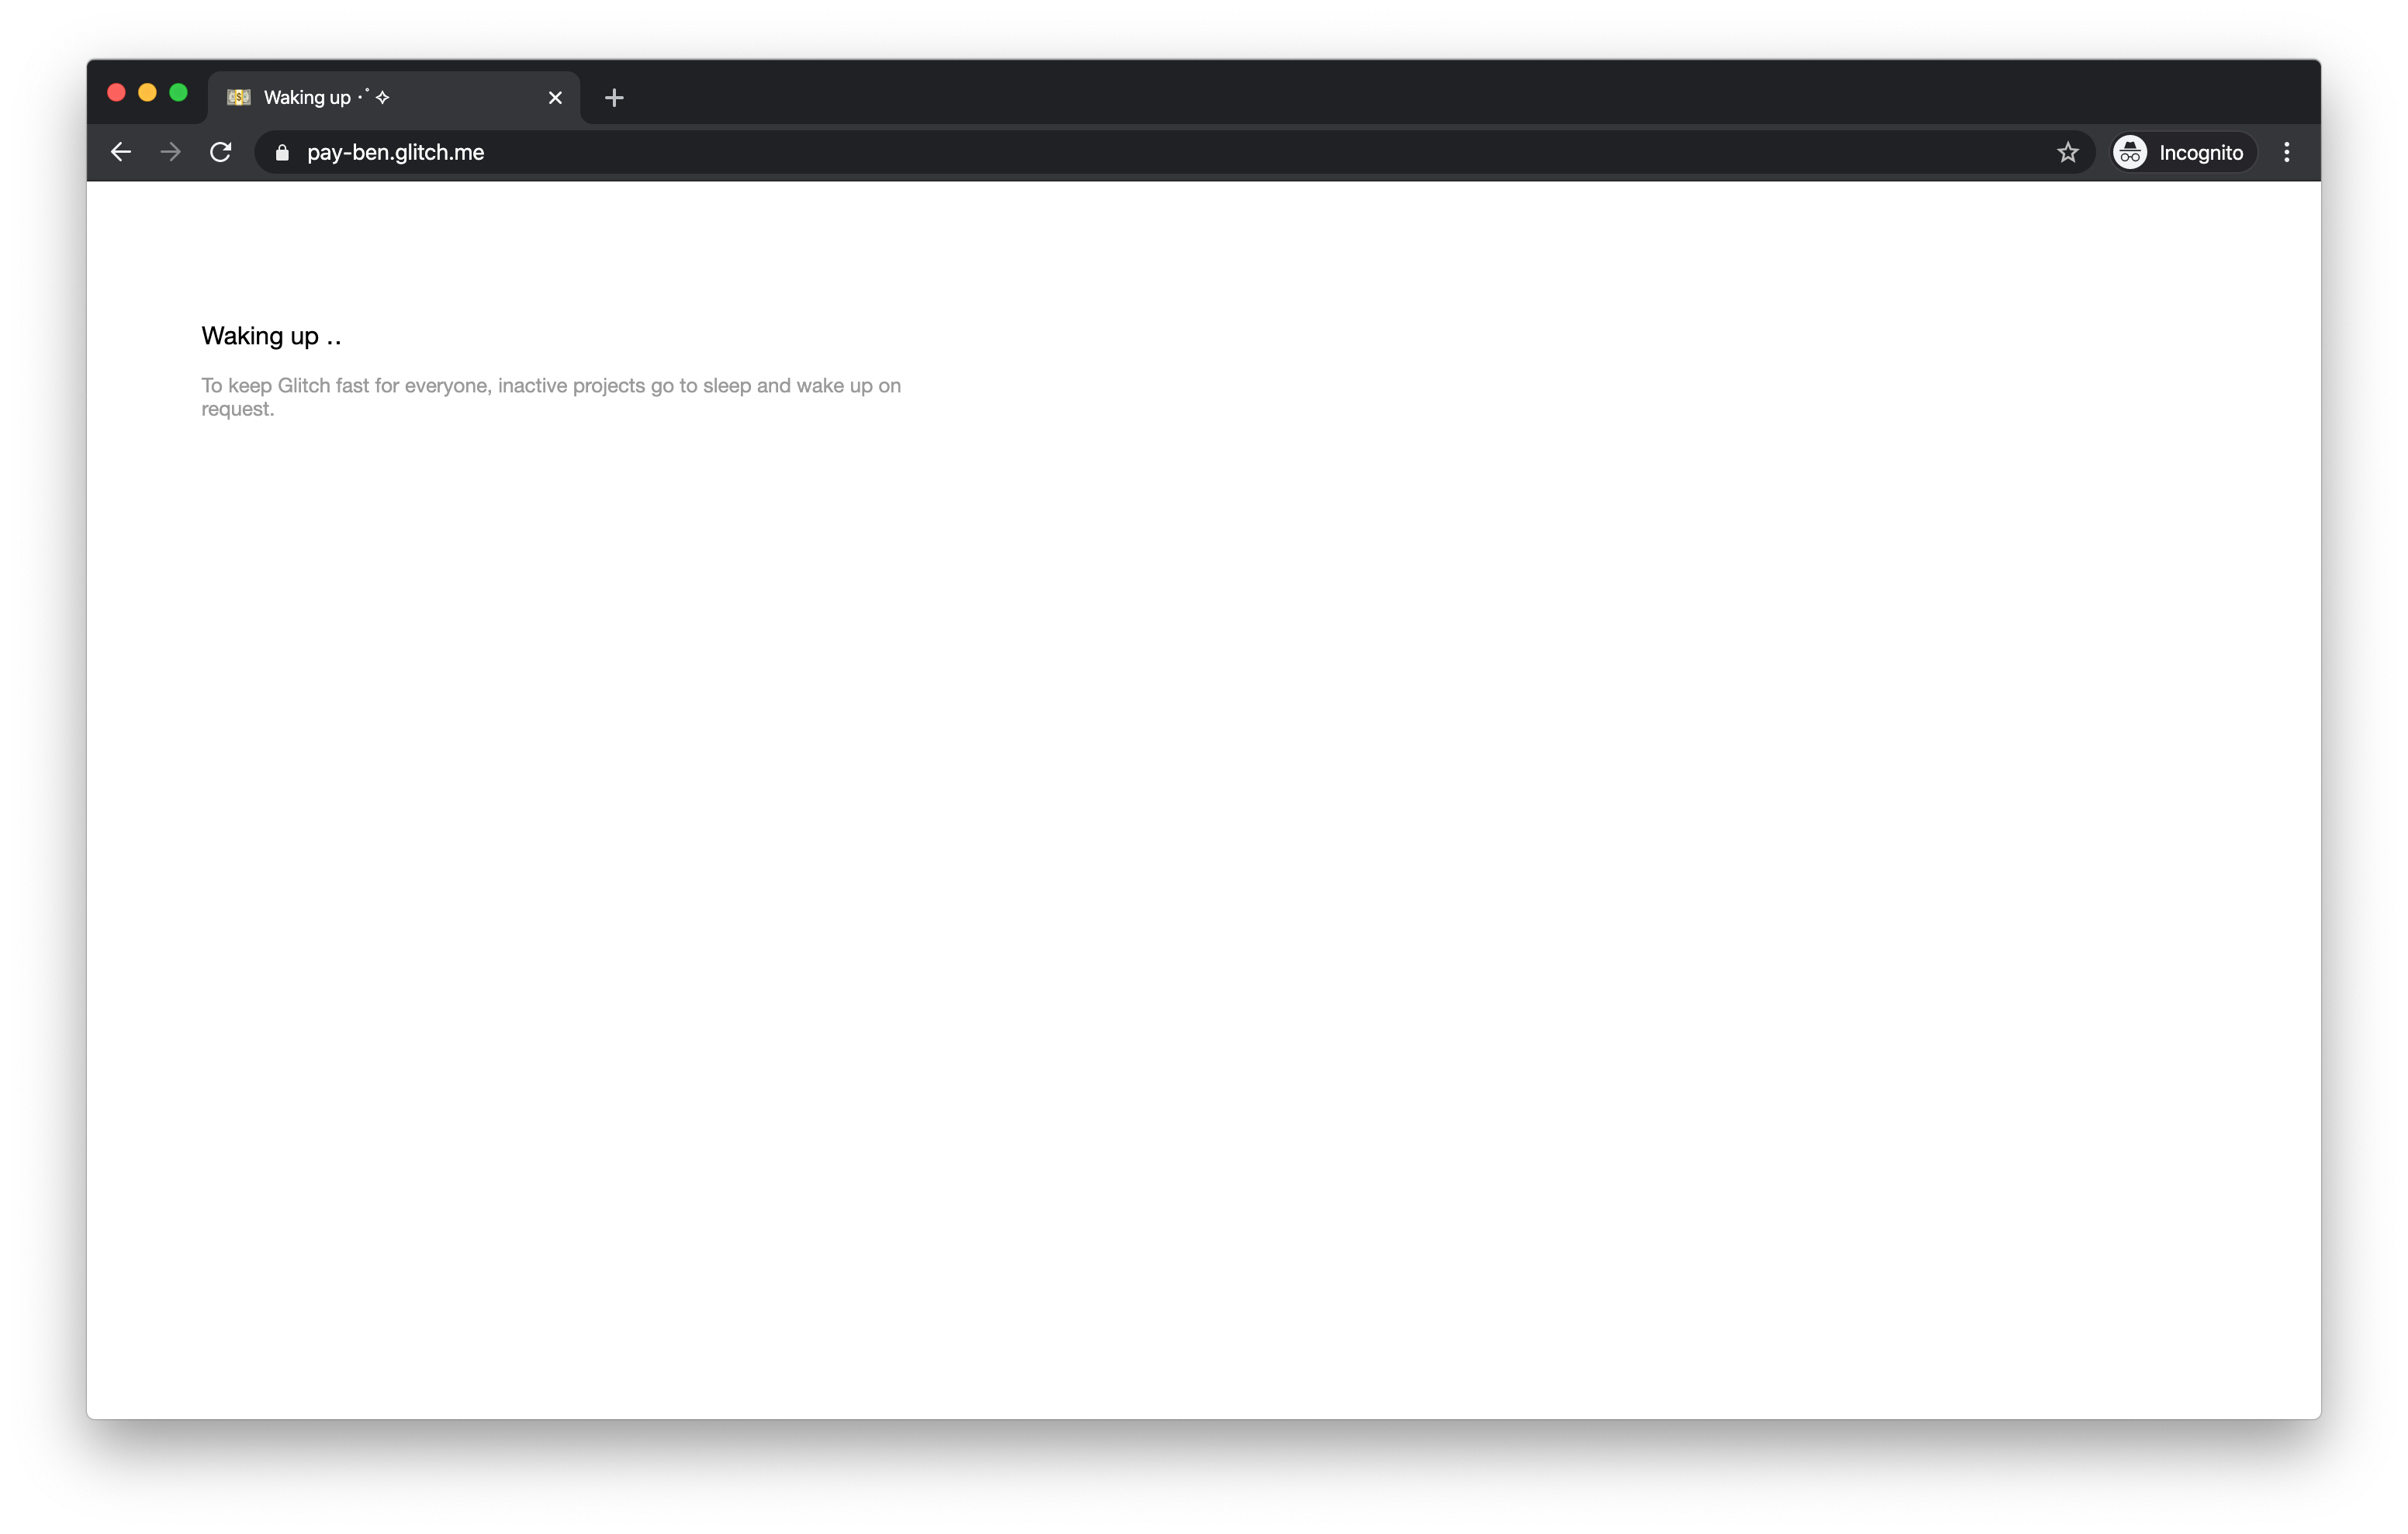 Waking up ·˚ ✧
pay-ben.glitch.me
Incognito
Waking up ..
To keep Glitch fast for everyone, inactive projects go to sleep and wake up on
request.